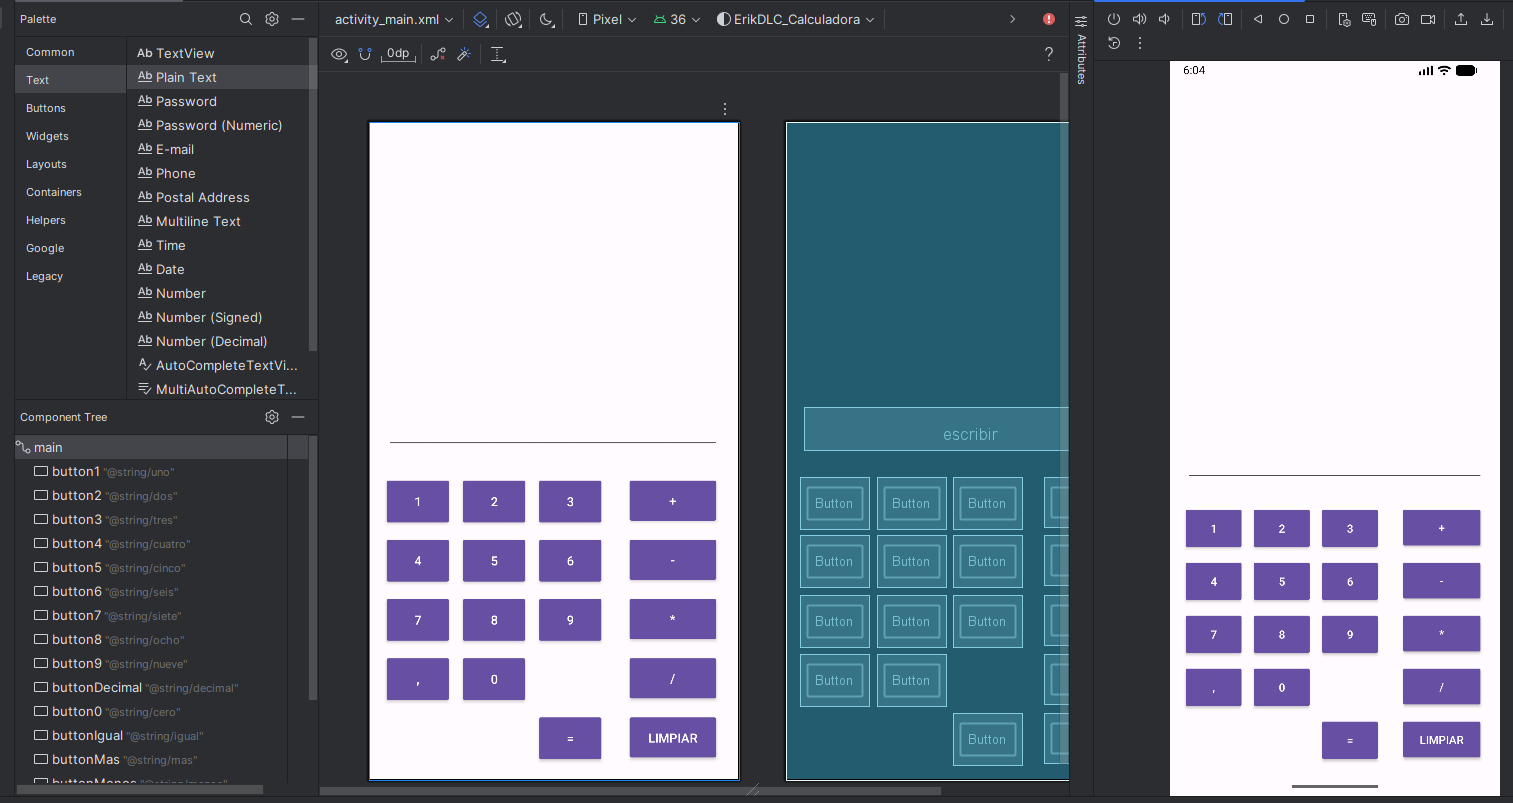 Palette
activity_main.xml
Pixel
36
ErikDLC_Calculadora
0dp
?
Attributes
Common
Text
Buttons
Widgets
Layouts
Containers
Helpers
Google
Legacy
Ab TextView
Ab Plain Text
Ab Password
Ab Password (Numeric)
Ab E-mail
Ab Phone
Ab Postal Address
Ab Multiline Text
Ab Time
Ab Date
Ab Number
Ab Number (Signed)
Ab Number (Decimal)
AutoCompleteTextVi...
MultiAutoCompleteT...
Component Tree
main
button1 "@string/uno"
button2 "@string/dos"
button3 "@string/tres"
button4 "@string/cuatro"
button5 "@string/cinco"
button6 "@string/seis"
button7 "@string/siete"
button8 "@string/ocho"
button9 "@string/nueve"
buttonDecimal "@string/decimal"
button0 "@string/cero"
buttonIgual "@string/igual"
buttonMas "@string/mas"
buttonMenos "@string/menos"
1 2 3 +
4 5 6 -
7 8 9 *
, 0 /
= LIMPIAR
escribir
Button Button Button
Button Button Button
Button Button Button
Button Button
Button
6:04
1 2 3 +
4 5 6 -
7 8 9 *
, 0 /
= LIMPIAR